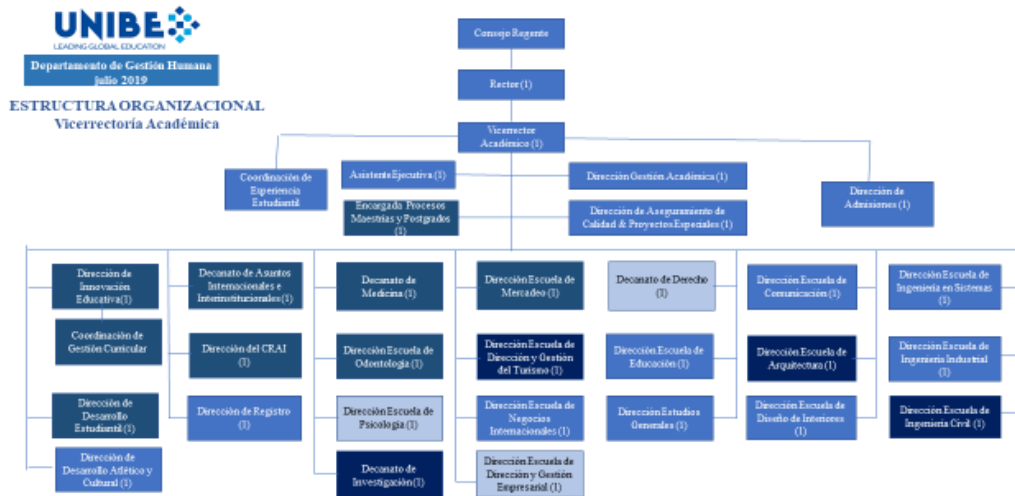 UNIBE
LEADING GLOBAL EDUCATION
Departamento de Gestión Humana
julio 2019
ESTRUCTURA ORGANIZACIONAL
Vicerrectoría Académica
Consejo Regente
Rector (1)
Vicerrector
Académico (1)
Coordinación de
Experiencia
Estudiantil
Asistente Ejecutiva (1)
Dirección Gestión Académica (1)
Dirección de
Admisiones (1)
Encargada Procesos
Maestrías y Postgrados
(1)
Dirección de Aseguramiento de
Calidad & Proyectos Especiales (1)
Dirección de
Innovación
Educativa(1)
Decanato de Asuntos
Internacionales e
Interinstitucionales (1)
Decanato de
Medicina (1)
Dirección Escuela de
Mercadeo (1)
Decanato de Derecho
(1)
Dirección Escuela de
Comunicación (1)
Dirección Escuela de
Ingeniería en Sistemas
(1)
Coordinación de
Gestión Curricular
Dirección del CRAI
(1)
Dirección Escuela de
Odontología (1)
Dirección Escuela de
Dirección y Gestión
del Turismo (1)
Dirección Escuela de
Educación (1)
Dirección Escuela de
Arquitectura (1)
Dirección Escuela de
Ingeniería Industrial
(1)
Dirección de
Desarrollo
Estudiantil (1)
Dirección de Registro
(1)
Dirección Escuela de
Psicología (1)
Dirección Escuela de
Negocios
Internacionales (1)
Dirección Estudios
Generales (1)
Dirección Escuela de
Diseño de Interiores
(1)
Dirección Escuela de
Ingeniería Civil (1)
Dirección de
Desarrollo Atlético y
Cultural (1)
Decanato de
Investigación(1)
Dirección Escuela de
Dirección y Gestión
Empresarial (1)